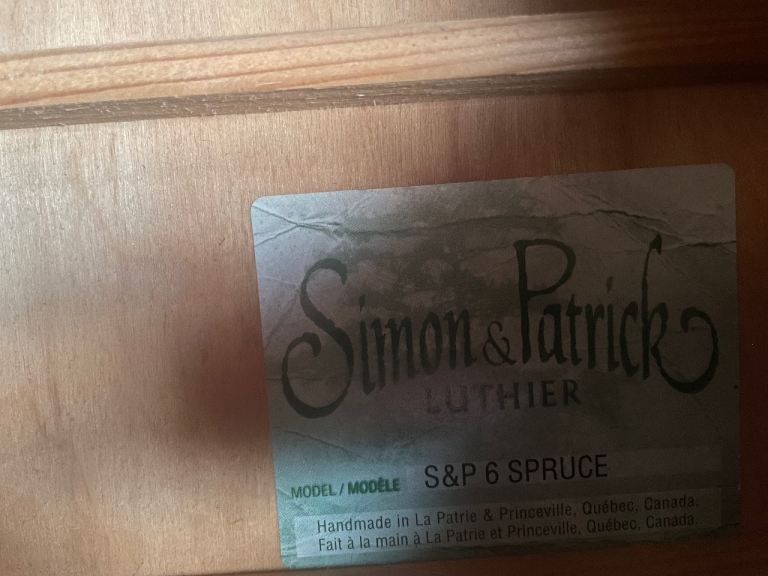 Simon & Patrick
LUTHIER
MODEL / MODÈLE S&P 6 SPRUCE
Handmade in La Patrie & Princeville, Québec, Canada.
Fait à la main à La Patrie et Princeville, Québec, Canada.